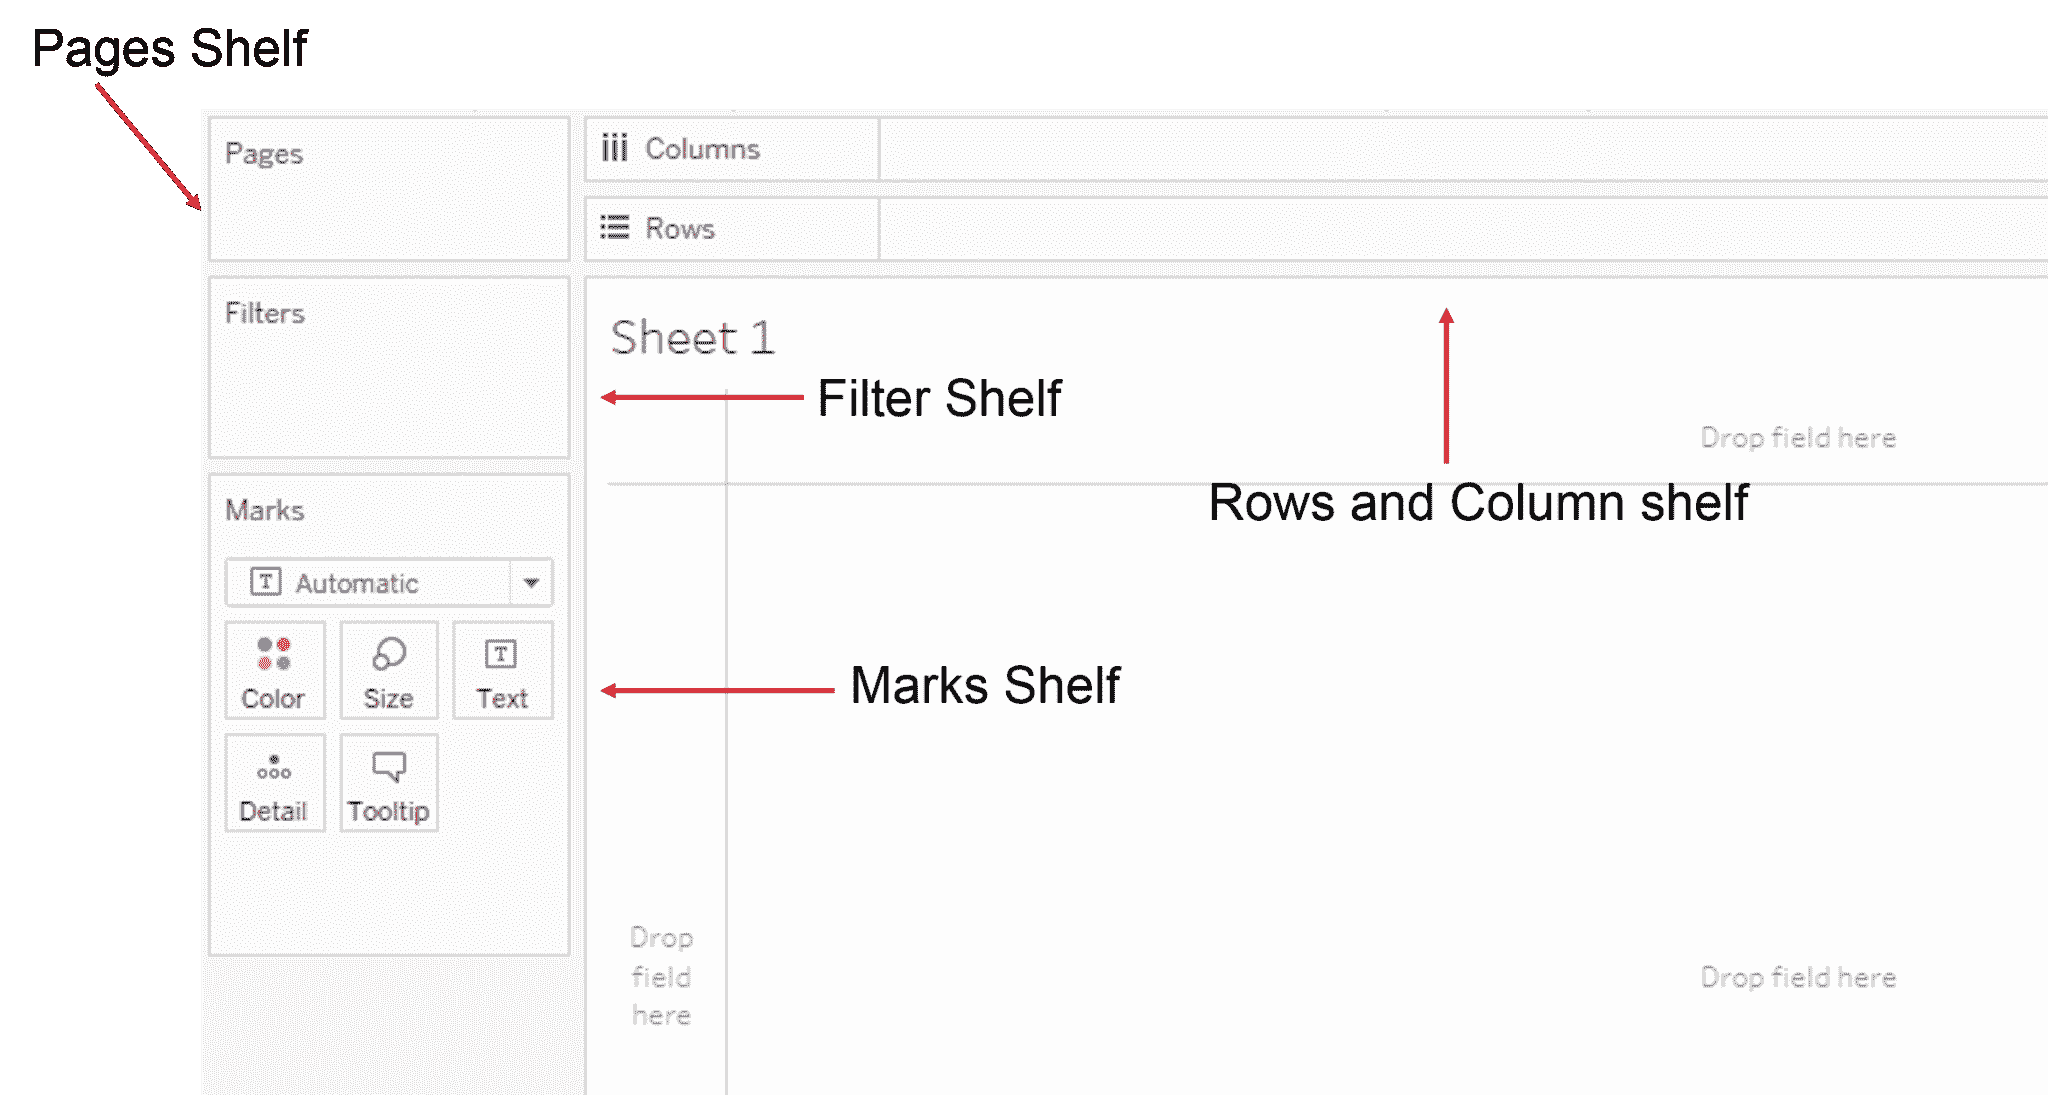 Pages Shelf
Pages
Columns
Rows
Filters
Sheet 1
Filter Shelf
Drop field here
Rows and Column shelf
Marks
Automatic
Color
Size
Text
Marks Shelf
Detail
Tooltip
Drop
field
here
Drop field here